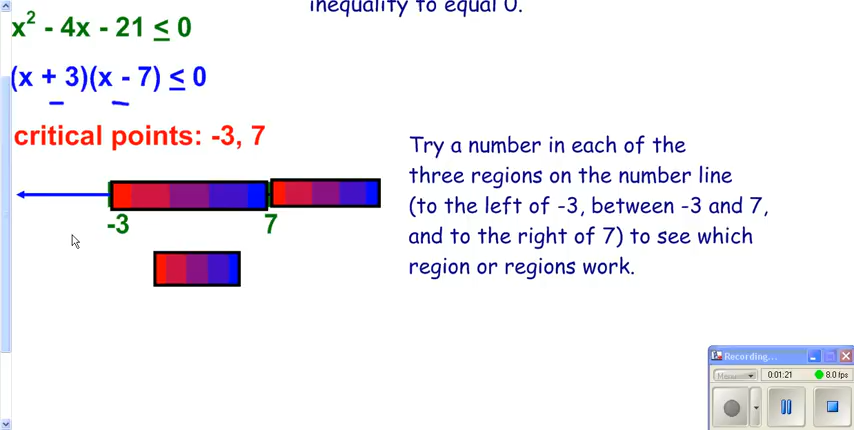 inequality to equal 0.
x² - 4x - 21 ≤ 0
(x + 3)(x - 7) ≤ 0
critical points: -3, 7
Try a number in each of the
three regions on the number line
(to the left of -3, between -3 and 7,
and to the right of 7) to see which
region or regions work.
-3 7
Recording...
Menu
0:01:21 8.0 fps